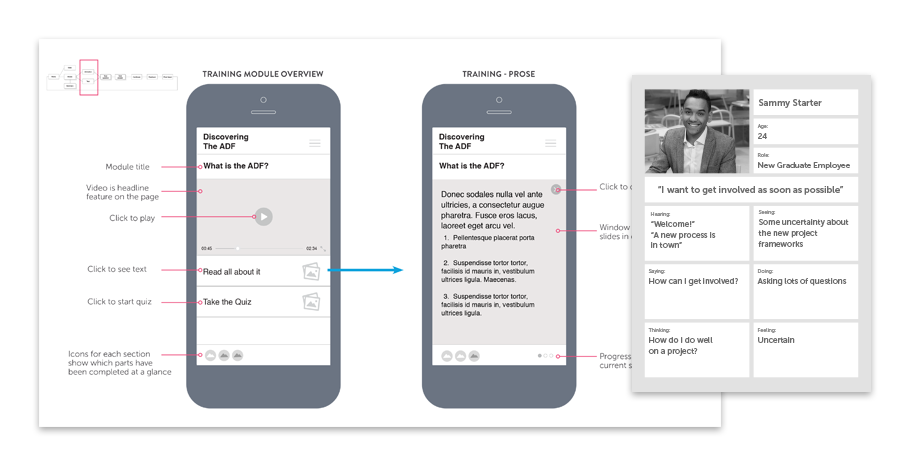 TRAINING MODULE OVERVIEW
Discovering
The ADF
What is the ADF?
02:45
02:34
Read all about it
Take the Quiz
Module title
Video is headline
feature on the page
Click to play
Click to see text
Click to start quiz
Icons for each section
show which parts have
been completed at a glance
TRAINING - PROSE
Discovering
The ADF
What is the ADF?
Donec sodales nulla vel ante
ultricies, a consectetur augue
pharetra. Fusce eros lacus,
laoreet eget arcu vel.
1. Pellentesque placerat porta
pharetra
2. Suspendisse tortor tortor,
facilisis id mauris in, vestibulum
ultrices ligula. Maecenas.
3. Suspendisse tortor tortor,
facilisis id mauris in, vestibulum
ultrices ligula.
Click to
Window
slides in
Progress
current
Sammy Starter
Age:
24
Role:
New Graduate Employee
"I want to get involved as soon as possible"
Hearing:
"Welcome!"
"A new process is
in town"
Seeing:
Some uncertainty about
the new project
frameworks
Saying:
How can I get involved?
Doing:
Asking lots of questions
Thinking:
How do I do well
on a project?
Feeling:
Uncertain